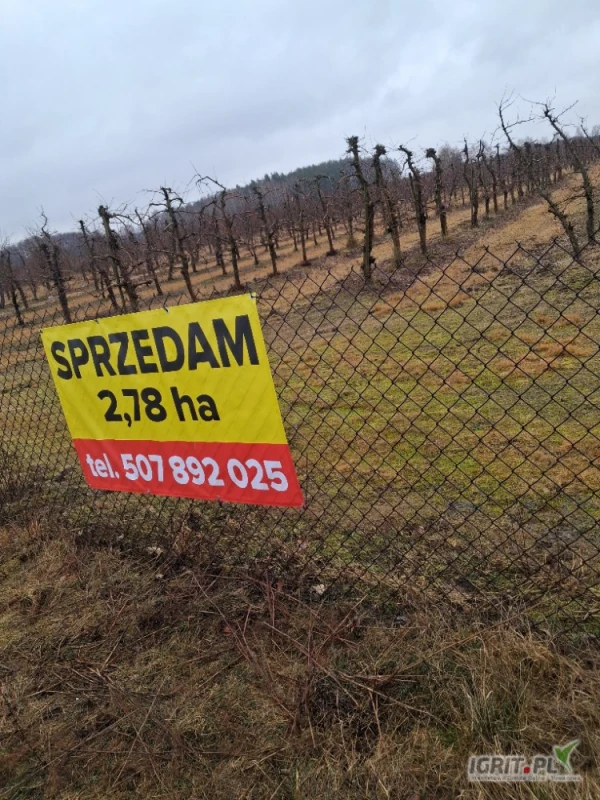 SPRZEDAM
2,78 ha
tel. 507 892 025
IGRIT.PL